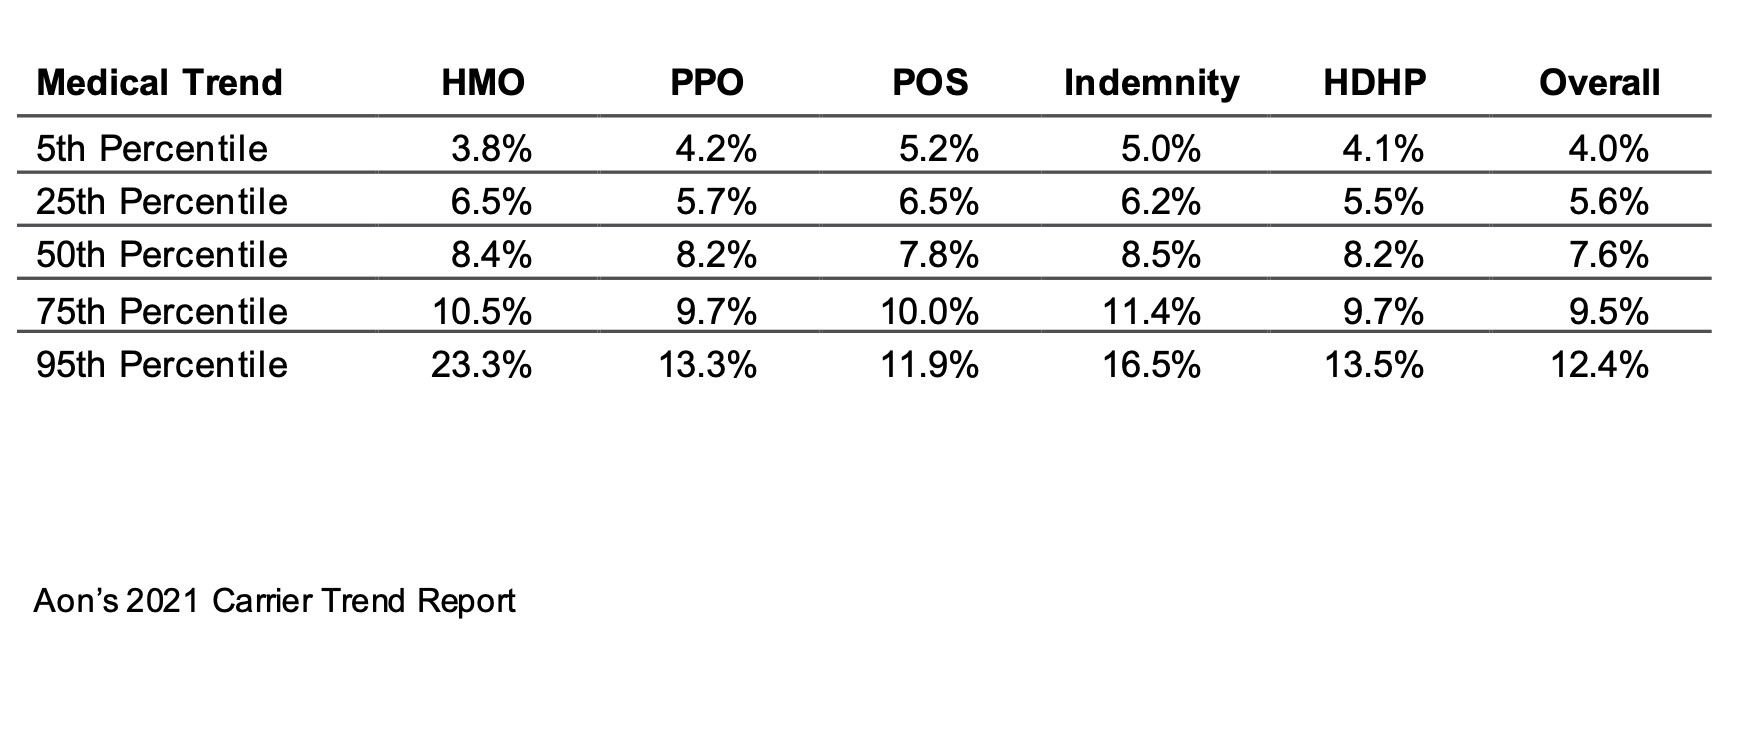 Medical Trend HMO PPO POS Indemnity HDHP Overall
5th Percentile 3.8% 4.2% 5.2% 5.0% 4.1% 4.0%
25th Percentile 6.5% 5.7% 6.5% 6.2% 5.5% 5.6%
50th Percentile 8.4% 8.2% 7.8% 8.5% 8.2% 7.6%
75th Percentile 10.5% 9.7% 10.0% 11.4% 9.7% 9.5%
95th Percentile 23.3% 13.3% 11.9% 16.5% 13.5% 12.4%
Aon’s 2021 Carrier Trend Report